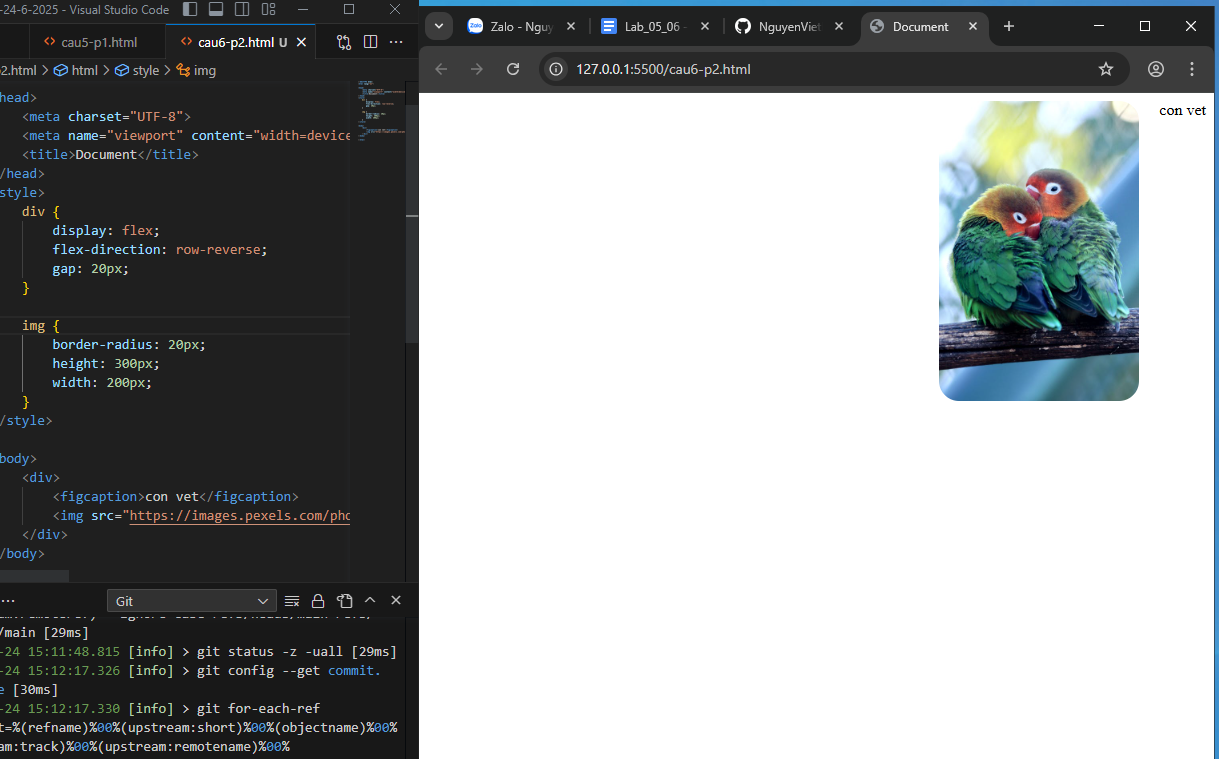 -24-6-2025 - Visual Studio Code
cau5-p1.html
cau6-p2.html U
2.html > html > style > img
head>
<meta charset="UTF-8">
<meta name="viewport" content="width=device
<title>Document</title>
/head>
style>
div {
display: flex;
flex-direction: row-reverse;
gap: 20px;
}
img {
border-radius: 20px;
height: 300px;
width: 200px;
}
/style>
body>
<div>
<figcaption>con vet</figcaption>
<img src="https://images.pexels.com/pho
</div>
/body>
Git
/main [29ms]
-24 15:11:48.815 [info] > git status -z -uall [29ms]
-24 15:12:17.326 [info] > git config --get commit.
e [30ms]
-24 15:12:17.330 [info] > git for-each-ref
t=%(refname)%00%(upstream:short)%00%(objectname)%00%
am:track)%00%(upstream:remotename)%00%
Zalo - Nguy
Lab_05_06 -
NguyenViet
Document
127.0.0.1:5500/cau6-p2.html
con vet